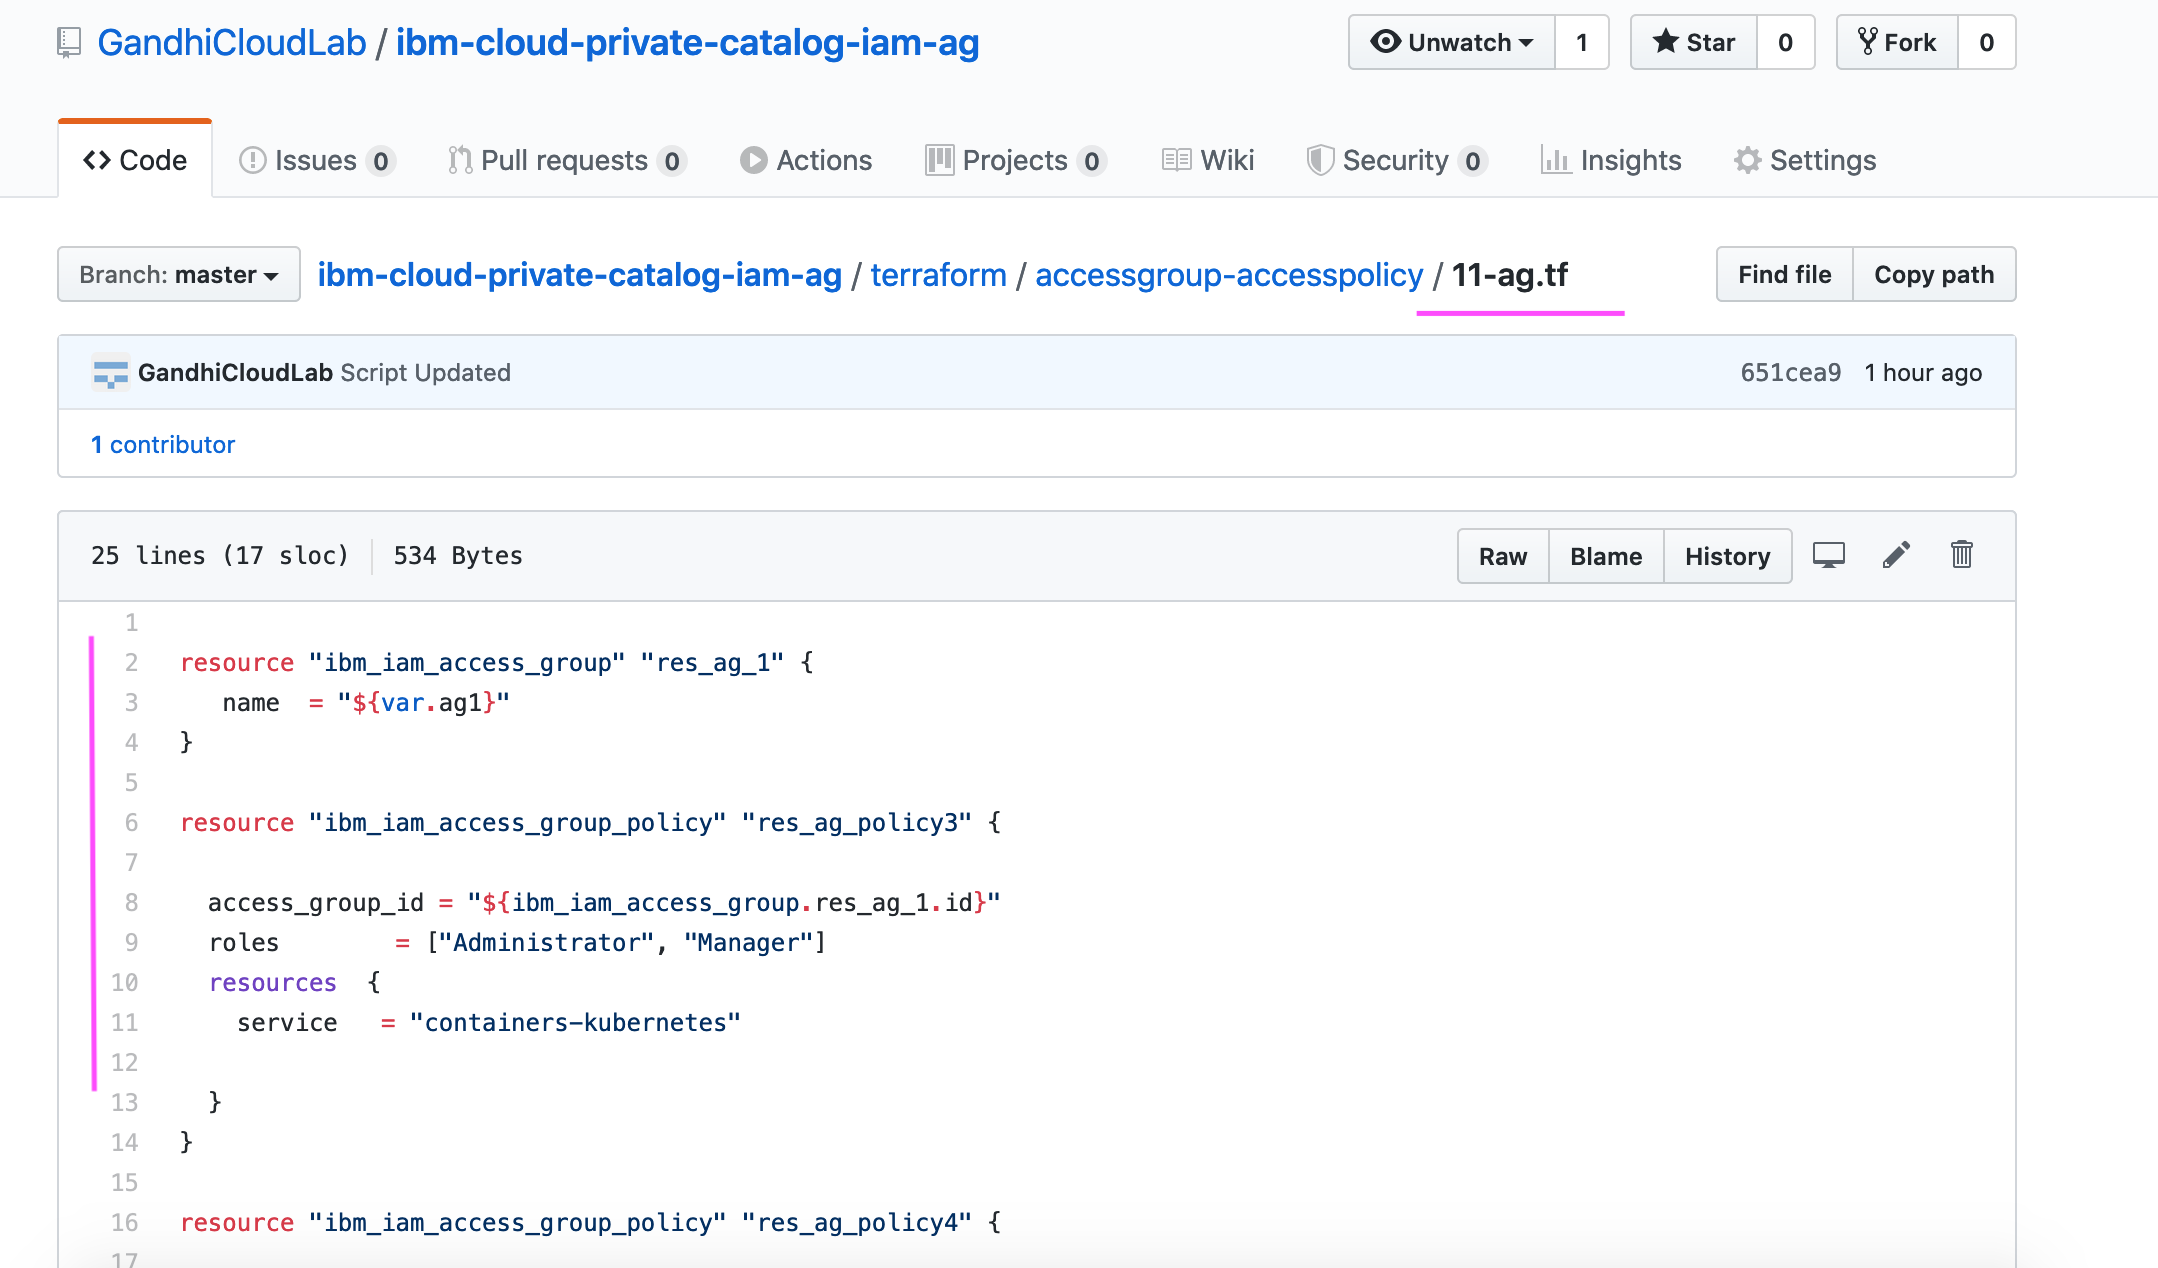 GandhiCloudLab / ibm-cloud-private-catalog-iam-ag
Unwatch 1 Star 0 Fork 0
Code Issues 0 Pull requests 0 Actions Projects 0 Wiki Security 0 Insights Settings
Branch: master ibm-cloud-private-catalog-iam-ag / terraform / accessgroup-accesspolicy / 11-ag.tf Find file Copy path
GandhiCloudLab Script Updated 651cea9 1 hour ago
1 contributor
25 lines (17 sloc) 534 Bytes Raw Blame History
1
2 resource "ibm_iam_access_group" "res_ag_1" {
3 name = "${var.ag1}"
4 }
5
6 resource "ibm_iam_access_group_policy" "res_ag_policy3" {
7
8 access_group_id = "${ibm_iam_access_group.res_ag_1.id}"
9 roles = ["Administrator", "Manager"]
10 resources {
11 service = "containers-kubernetes"
12
13 }
14 }
15
16 resource "ibm_iam_access_group_policy" "res_ag_policy4" {
17